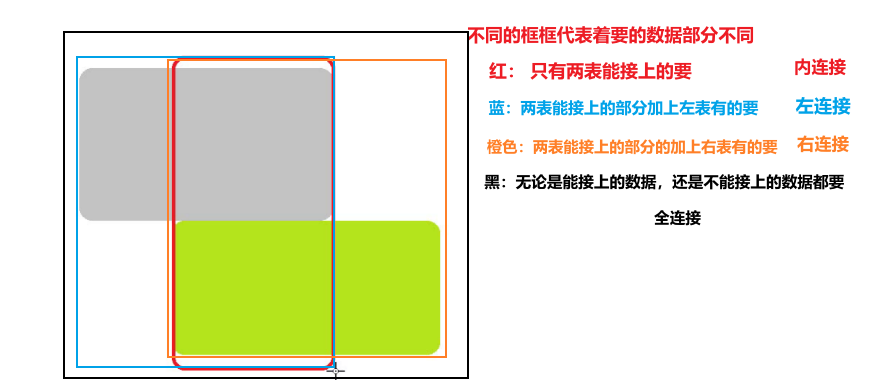 不同的框框代表着要的数据部分不同
红： 只有两表能接上的要 内连接
蓝：两表能接上的部分加上左表有的要 左连接
橙色：两表能接上的部分的加上右表有的要 右连接
黑：无论是能接上的数据，还是不能接上的数据都要
全连接